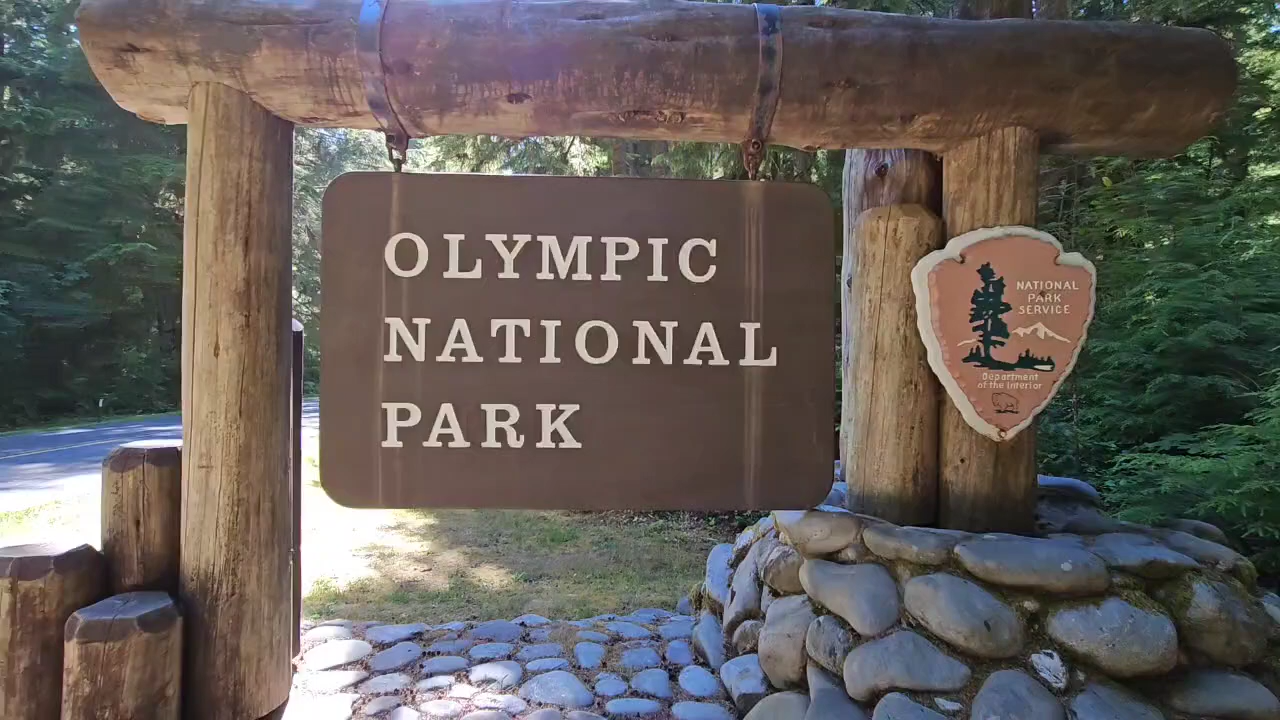 OLYMPIC
NATIONAL
PARK
NATIONAL
PARK
SERVICE
Department
of the Interior